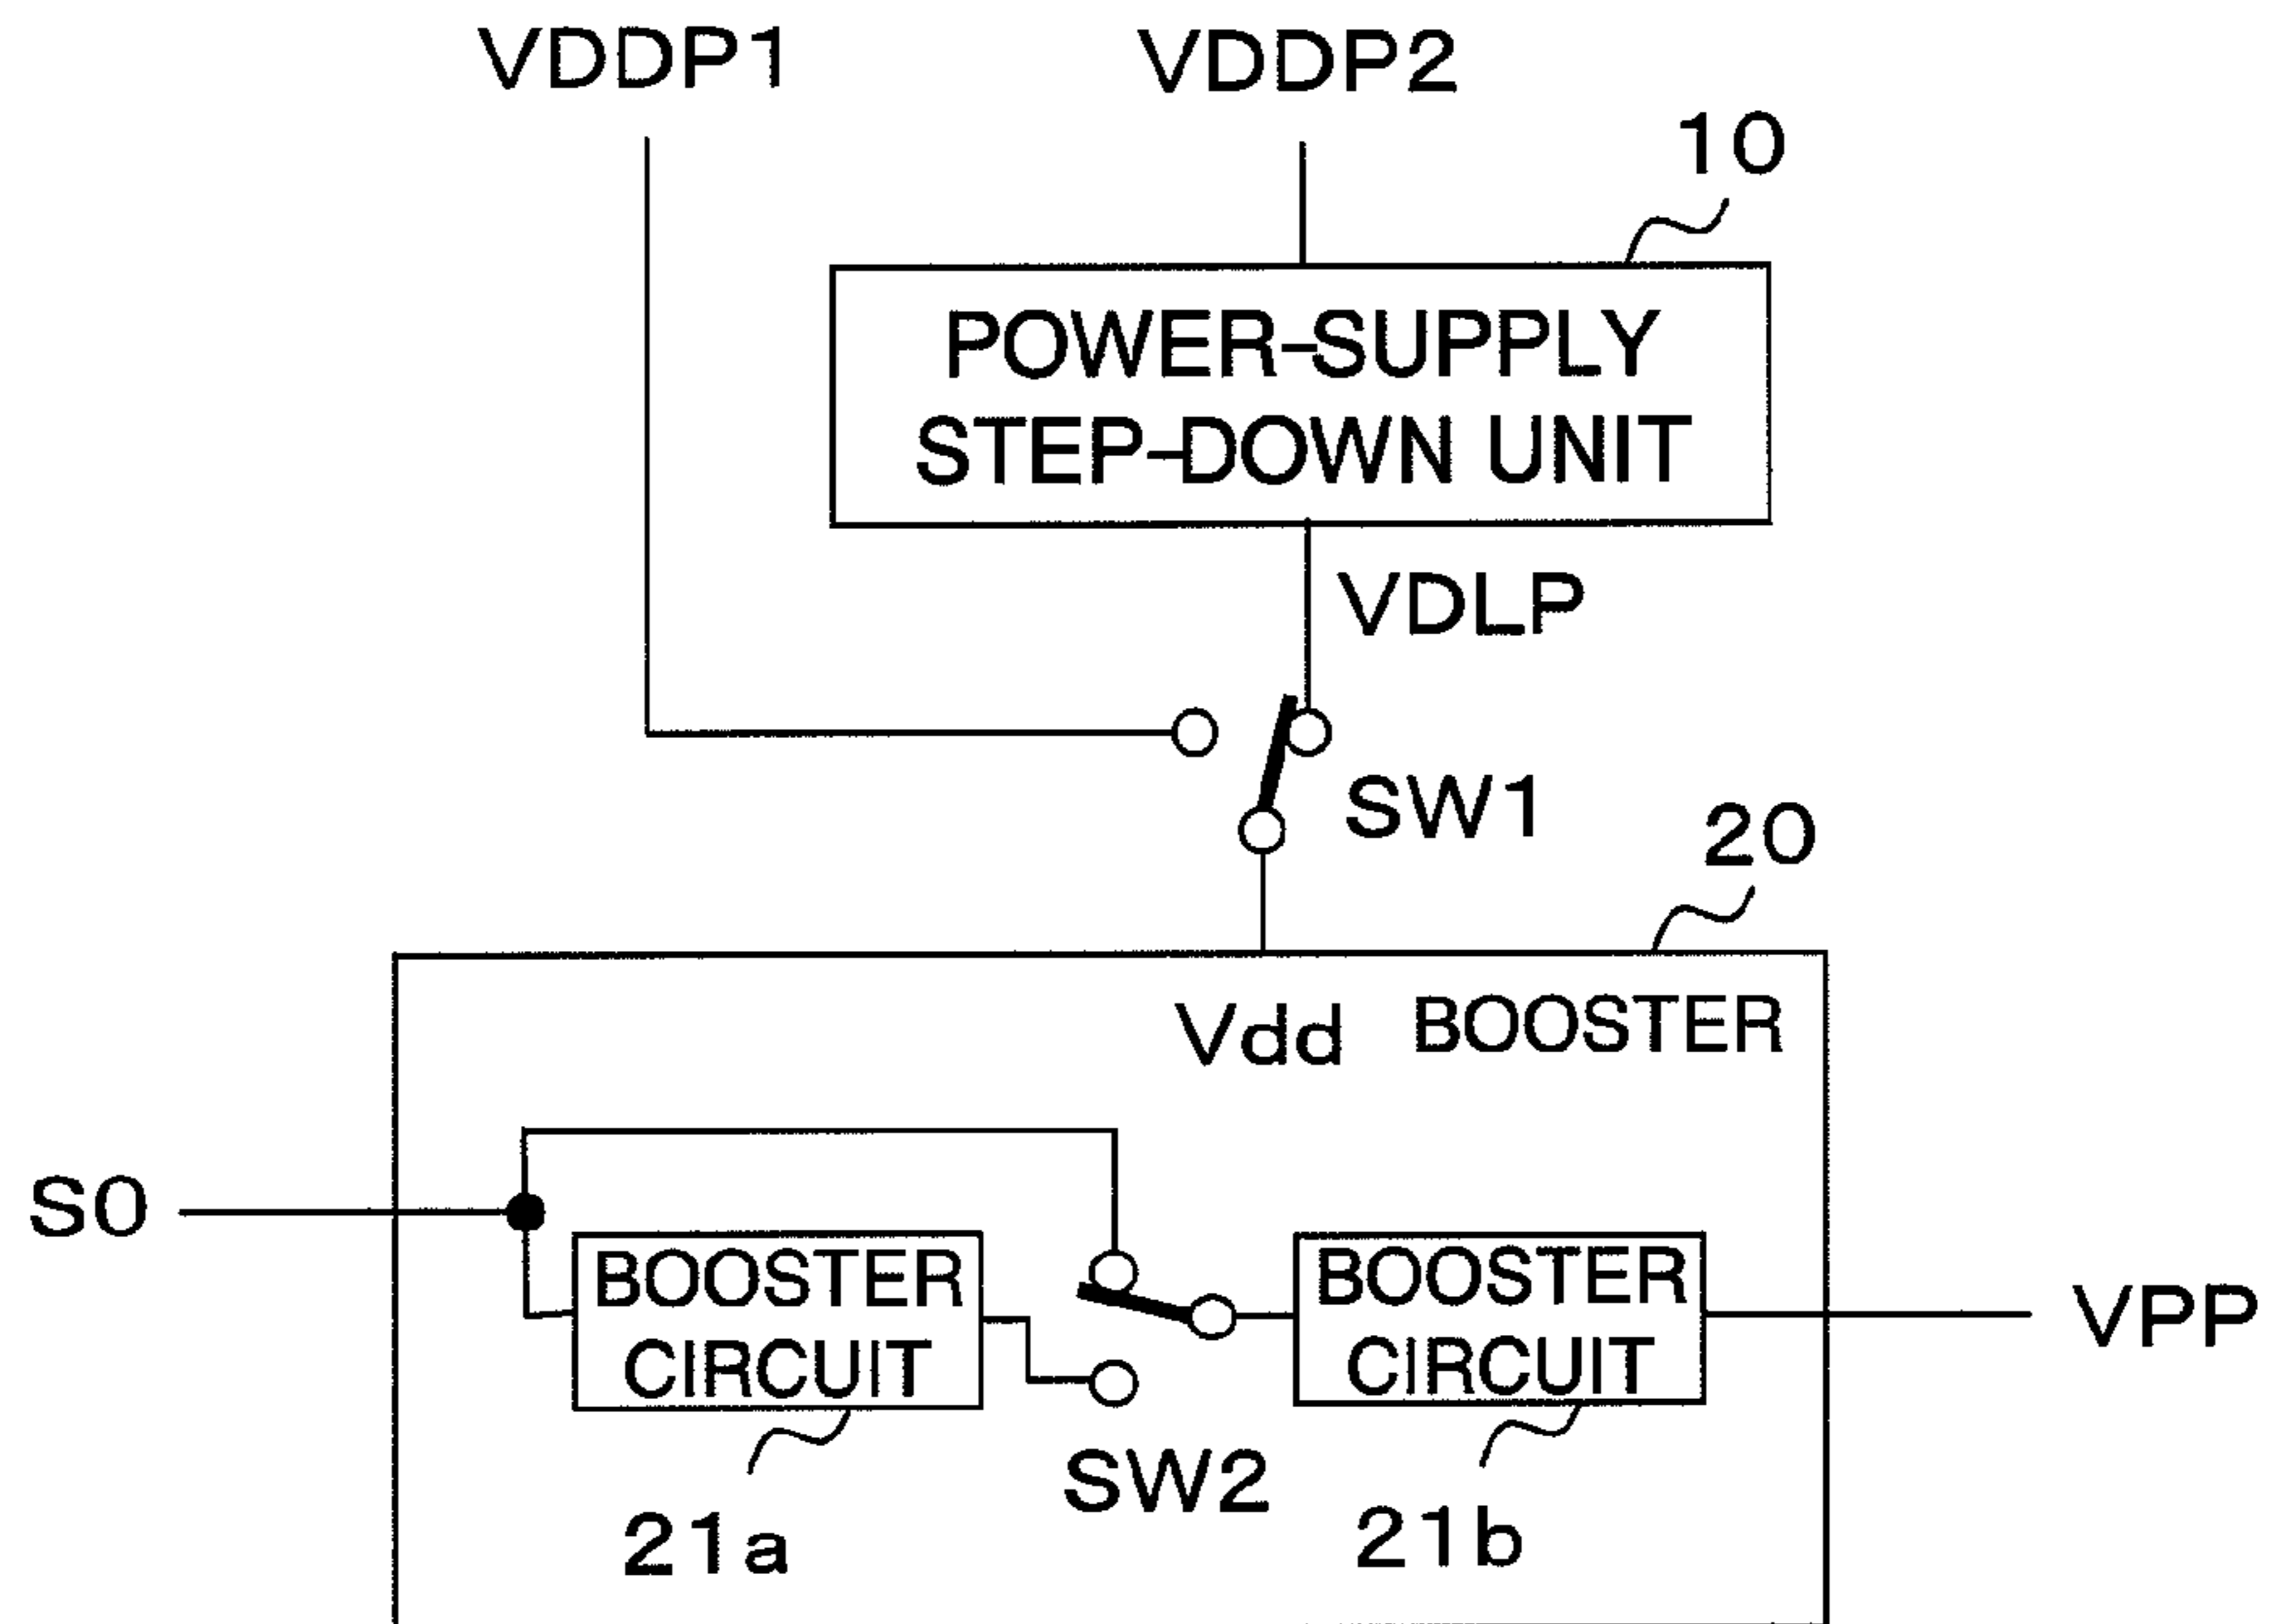 VDDP1
VDDP2
10
POWER-SUPPLY
STEP-DOWN UNIT
VDLP
SW1
20
Vdd
BOOSTER
S0
BOOSTER
CIRCUIT
BOOSTER
CIRCUIT
VPP
SW2
21a
21b